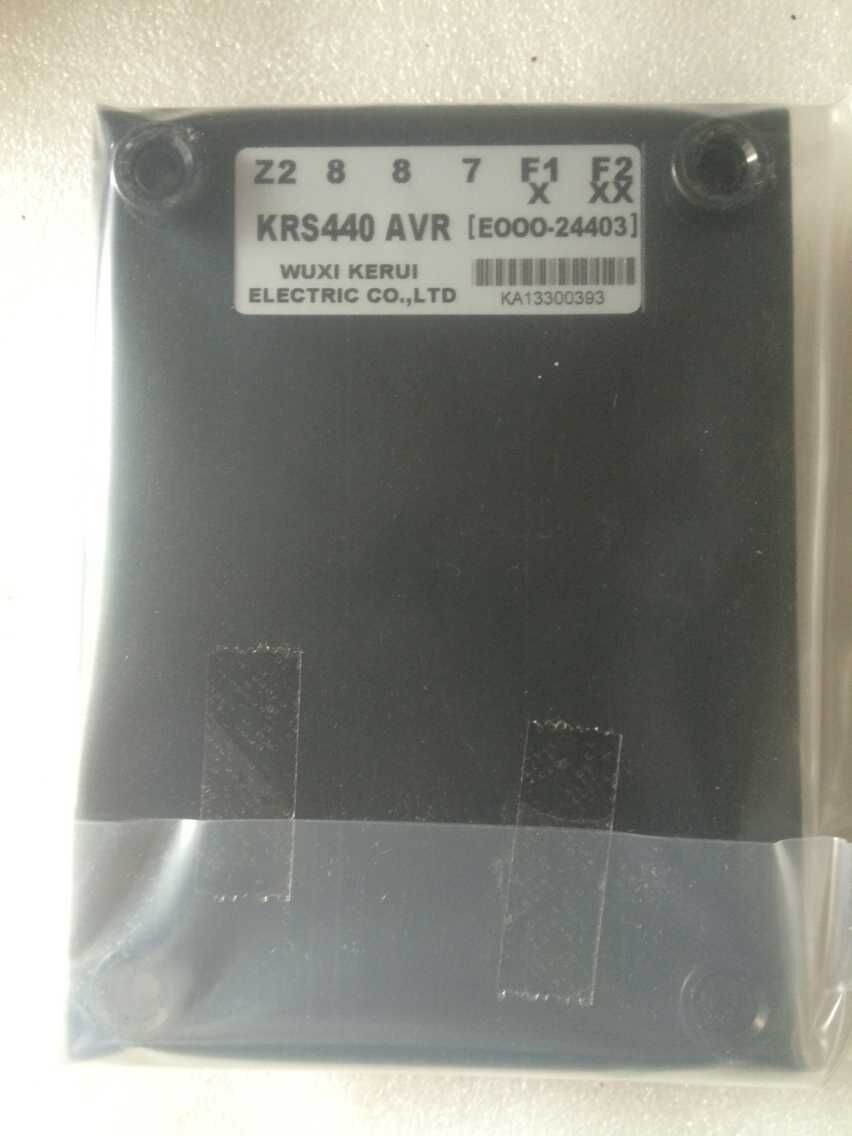 Z2 8 8 7 F1 F2
X XX
KRS440 AVR [EOOO-24403]
WUXI KERUI
ELECTRIC CO.,LTD
KA13300393